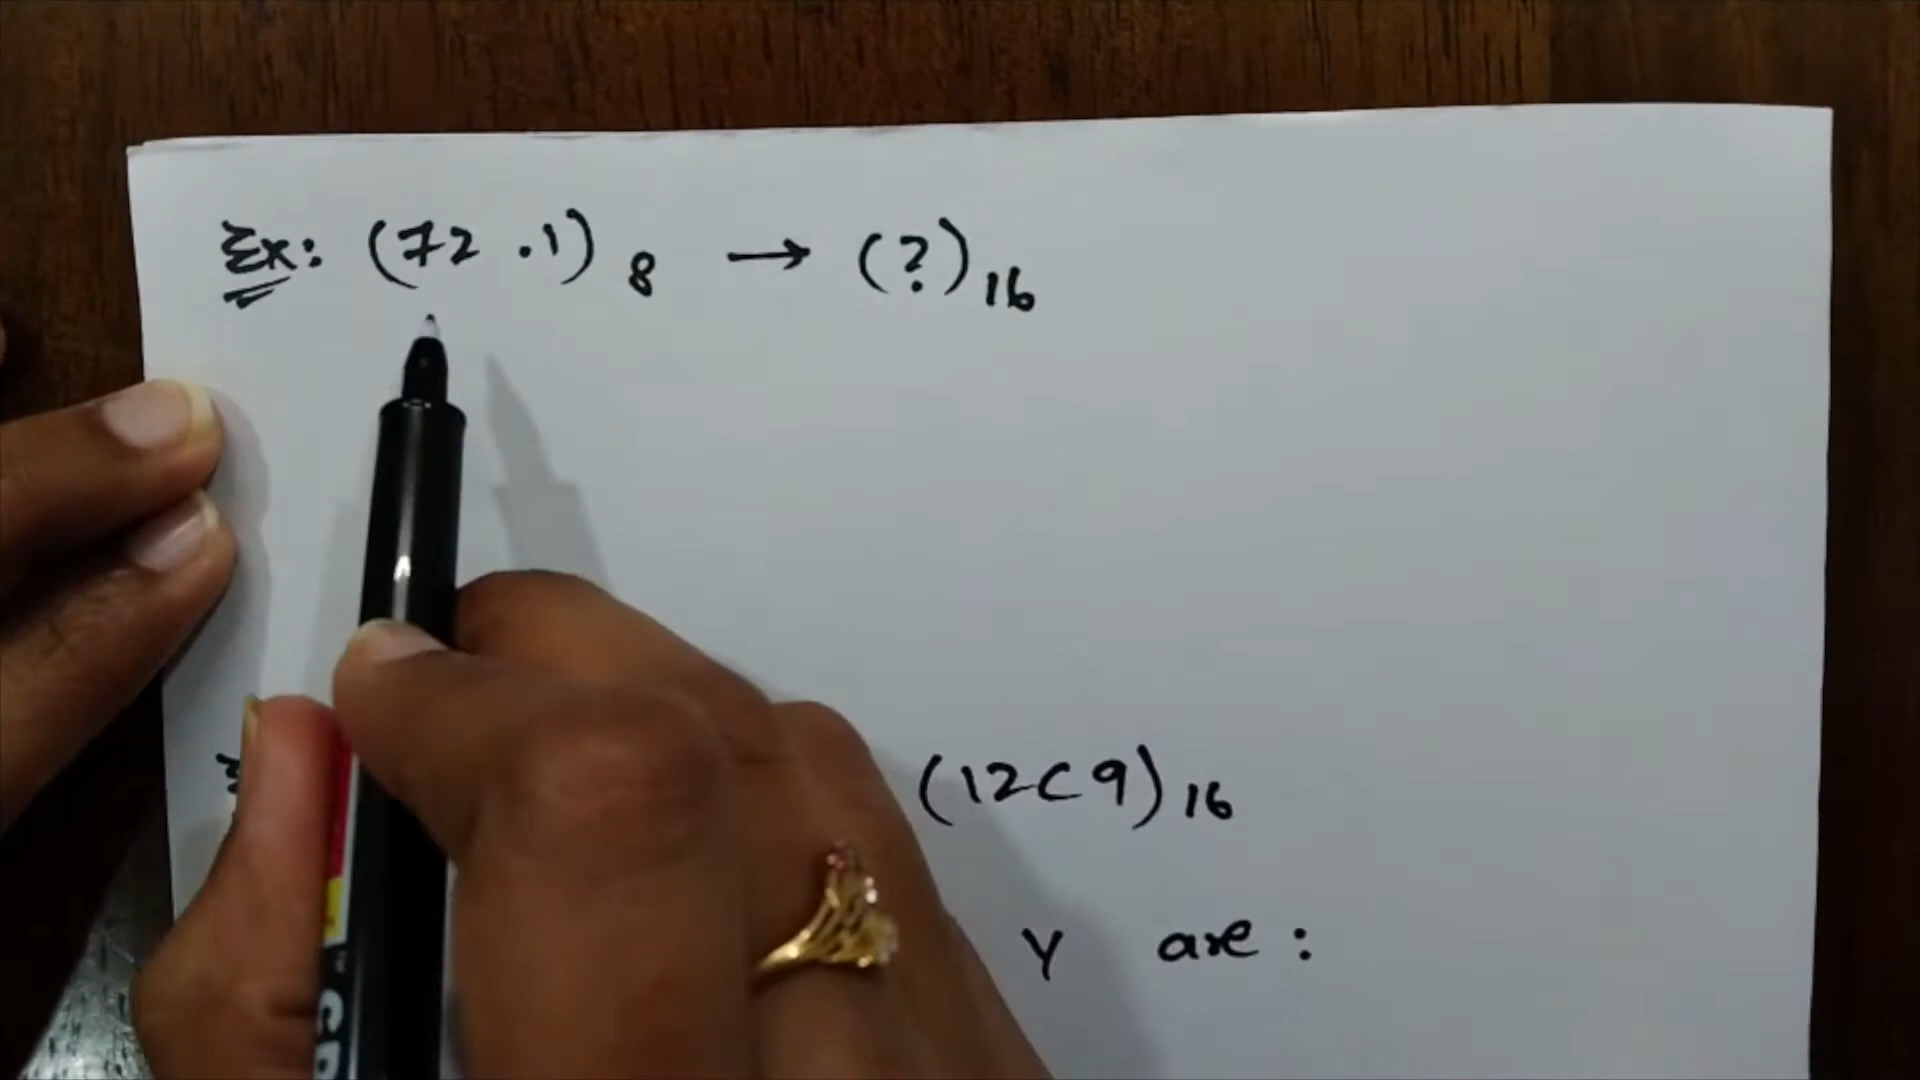 Ex: (72 .1)8 → (?)16
(12C9)16
Y are :